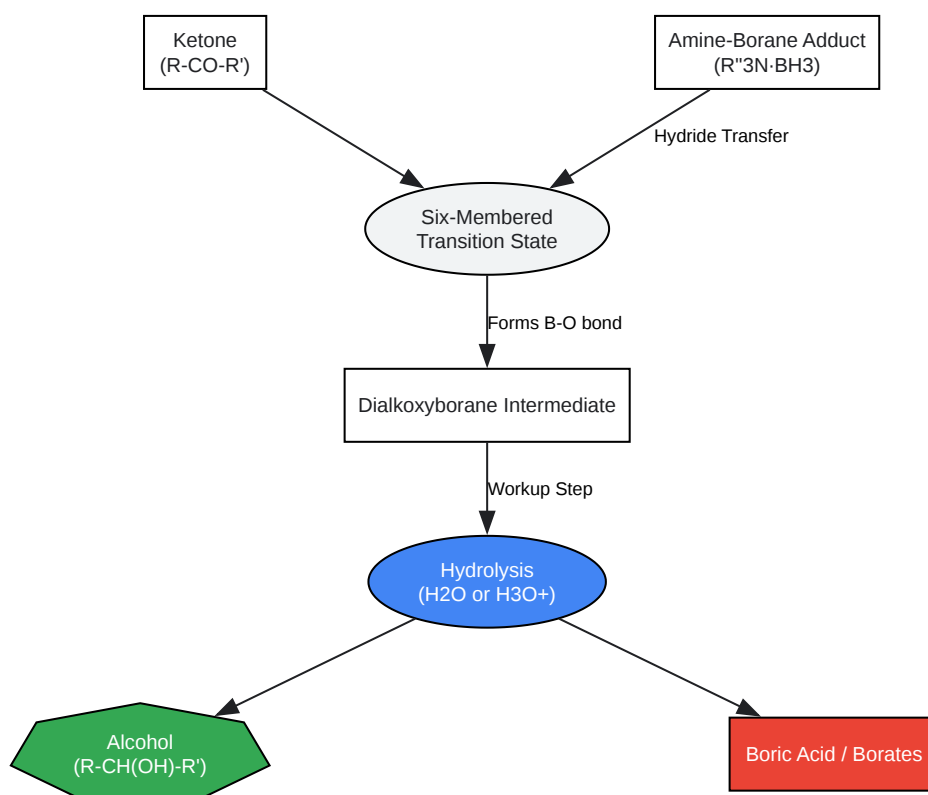 Ketone
(R-CO-R')
Amine-Borane Adduct
(R"3N·BH3)
Hydride Transfer
Six-Membered
Transition State
Forms B-O bond
Dialkoxyborane Intermediate
Workup Step
Hydrolysis
(H2O or H3O+)
Alcohol
(R-CH(OH)-R')
Boric Acid / Borates